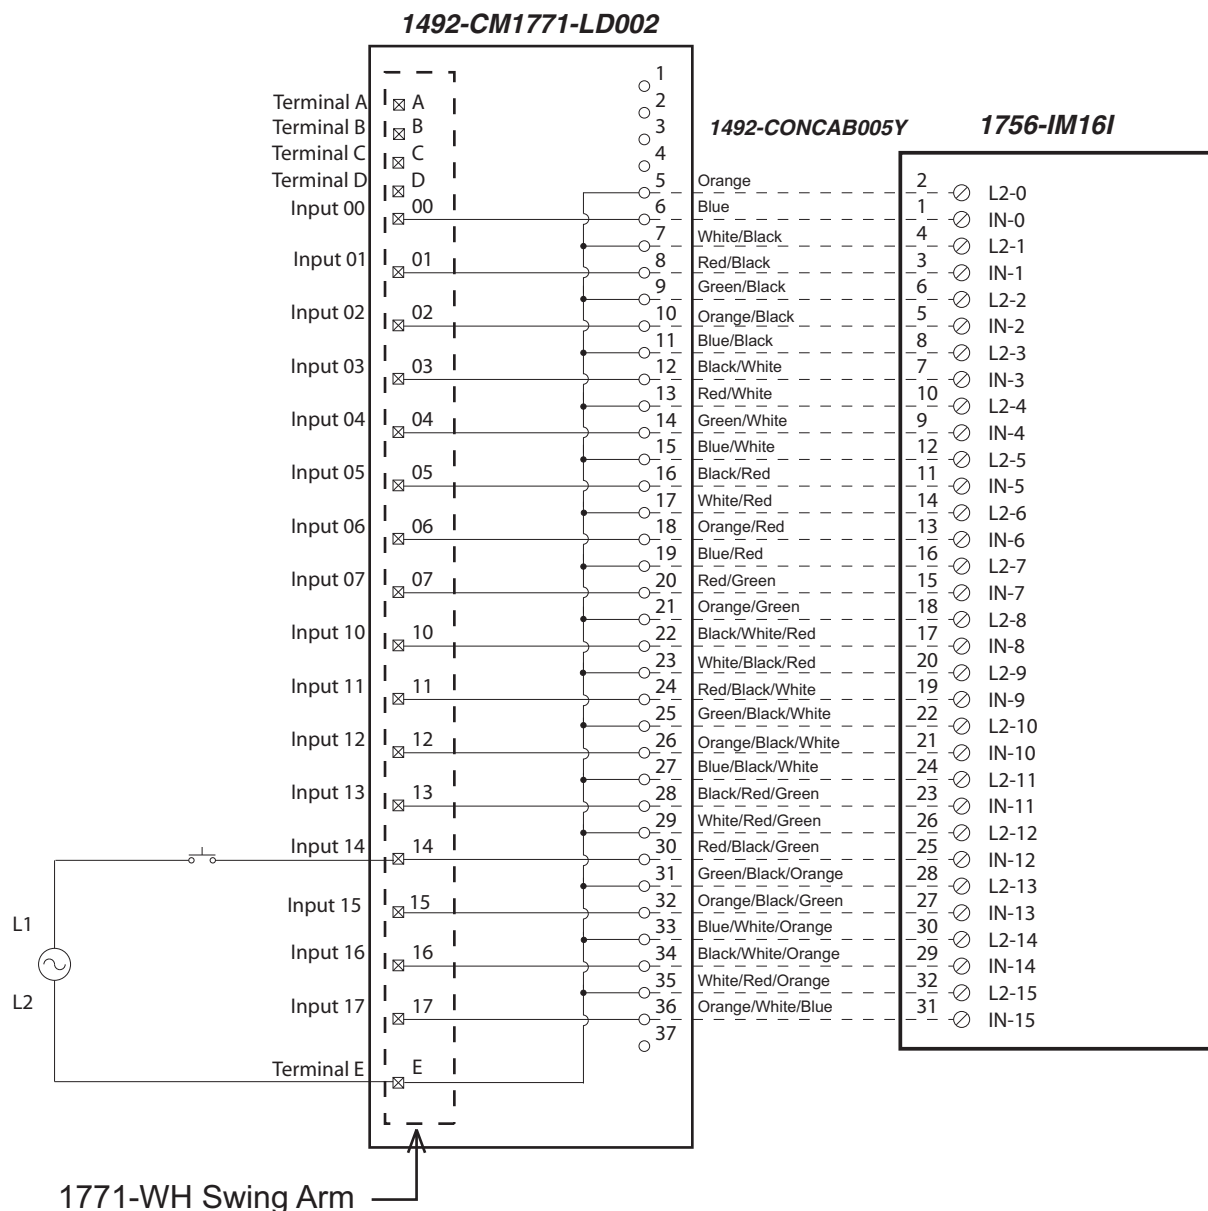 1492-CM1771-LD002
1492-CONCAB005Y
1756-IM16I
1
Terminal A A 2
Terminal B B 3
Terminal C C 4
Terminal D D 5 Orange 2 L2-0
Input 00 00 6 Blue 1 IN-0
7 White/Black 4 L2-1
Input 01 01 8 Red/Black 3 IN-1
9 Green/Black 6 L2-2
Input 02 02 10 Orange/Black 5 IN-2
11 Blue/Black 8 L2-3
Input 03 03 12 Black/White 7 IN-3
13 Red/White 10 L2-4
Input 04 04 14 Green/White 9 IN-4
15 Blue/White 12 L2-5
Input 05 05 16 Black/Red 11 IN-5
17 White/Red 14 L2-6
Input 06 06 18 Orange/Red 13 IN-6
19 Blue/Red 16 L2-7
Input 07 07 20 Red/Green 15 IN-7
21 Orange/Green 18 L2-8
Input 10 10 22 Black/White/Red 17 IN-8
23 White/Black/Red 20 L2-9
Input 11 11 24 Red/Black/White 19 IN-9
25 Green/Black/White 22 L2-10
Input 12 12 26 Orange/Black/White 21 IN-10
27 Blue/Black/White 24 L2-11
Input 13 13 28 Black/Red/Green 23 IN-11
29 White/Red/Green 26 L2-12
Input 14 14 30 Red/Black/Green 25 IN-12
31 Green/Black/Orange 28 L2-13
Input 15 15 32 Orange/Black/Green 27 IN-13
L1
33 Blue/White/Orange 30 L2-14
Input 16 16 34 Black/White/Orange 29 IN-14
35 White/Red/Orange 32 L2-15
L2
Input 17 17 36 Orange/White/Blue 31 IN-15
37
Terminal E E
1771-WH Swing Arm